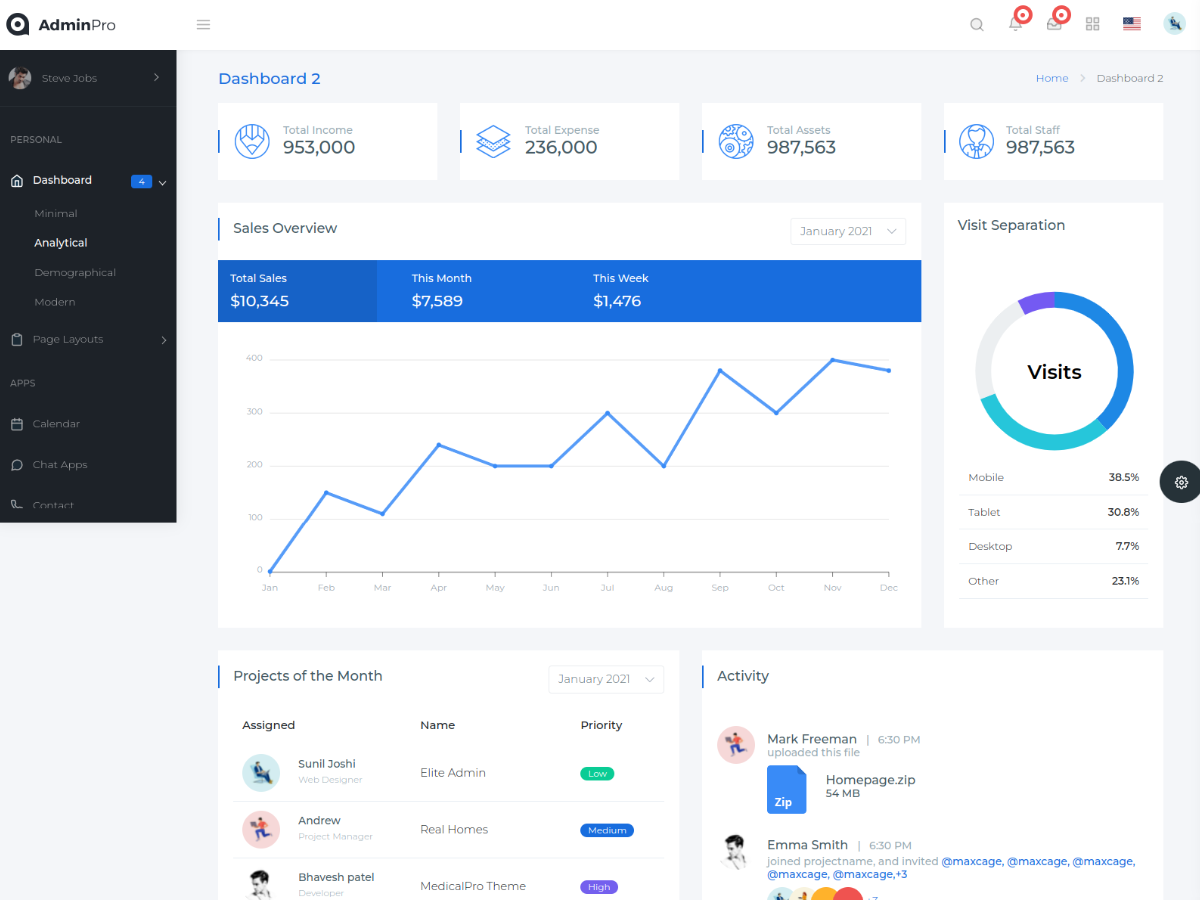 AdminPro
Steve Jobs
PERSONAL
Dashboard 4
Minimal
Analytical
Demographical
Modern
Page Layouts
APPS
Calendar
Chat Apps
Contact
Dashboard 2
Home Dashboard 2
Total Income
953,000
Total Expense
236,000
Total Assets
987,563
Total Staff
987,563
Sales Overview
January 2021
Total Sales
$10,345
This Month
$7,589
This Week
$1,476
400
300
200
100
0
Jan Feb Mar Apr May Jun Jul Aug Sep Oct Nov Dec
Visit Separation
Visits
Mobile 38.5%
Tablet 30.8%
Desktop 7.7%
Other 23.1%
Projects of the Month
January 2021
Assigned Name Priority
Sunil Joshi
Web Designer
Elite Admin
Low
Andrew
Project Manager
Real Homes
Medium
Bhavesh patel
Developer
MedicalPro Theme
High
Activity
Mark Freeman | 6:30 PM
uploaded this file
Zip
Homepage.zip
54 MB
Emma Smith | 6:30 PM
joined projectname, and invited @maxcage, @maxcage, @maxcage,
@maxcage, @maxcage,+3
+7